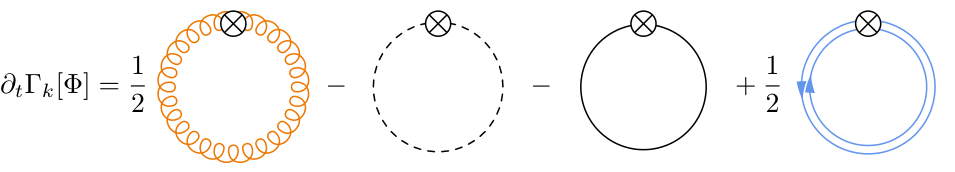 ∂ₜΓₖ[Φ] = 1/2 − − + 1/2